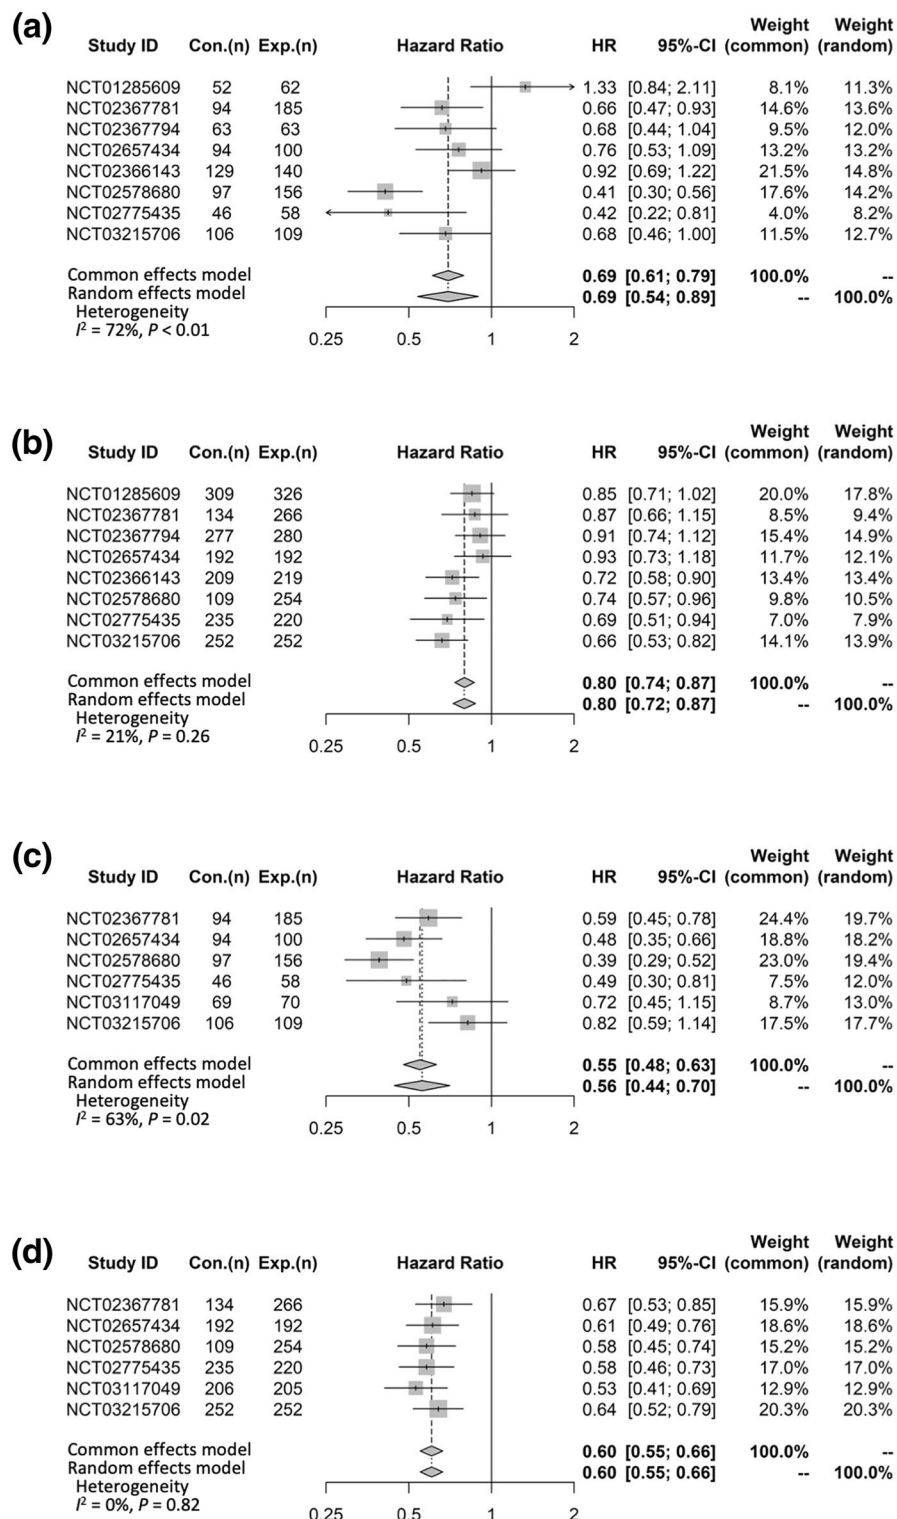 (a)
Weight Weight
Study ID Con.(n) Exp.(n) Hazard Ratio HR 95%-CI (common) (random)
NCT01285609 52 62 1.33 [0.84; 2.11] 8.1% 11.3%
NCT02367781 94 185 0.66 [0.47; 0.93] 14.6% 13.6%
NCT02367794 63 63 0.68 [0.44; 1.04] 9.5% 12.0%
NCT02657434 94 100 0.76 [0.53; 1.09] 13.2% 13.2%
NCT02366143 129 140 0.92 [0.69; 1.22] 21.5% 14.8%
NCT02578680 97 156 0.41 [0.30; 0.56] 17.6% 14.2%
NCT02775435 46 58 0.42 [0.22; 0.81] 4.0% 8.2%
NCT03215706 106 109 0.68 [0.46; 1.00] 11.5% 12.7%
Common effects model 0.69 [0.61; 0.79] 100.0% --
Random effects model 0.69 [0.54; 0.89] -- 100.0%
Heterogeneity
I² = 72%, P < 0.01
0.25 0.5 1 2
(b)
Weight Weight
Study ID Con.(n) Exp.(n) Hazard Ratio HR 95%-CI (common) (random)
NCT01285609 309 326 0.85 [0.71; 1.02] 20.0% 17.8%
NCT02367781 134 266 0.87 [0.66; 1.15] 8.5% 9.4%
NCT02367794 277 280 0.91 [0.74; 1.12] 15.4% 14.9%
NCT02657434 192 192 0.93 [0.73; 1.18] 11.7% 12.1%
NCT02366143 209 219 0.72 [0.58; 0.90] 13.4% 13.4%
NCT02578680 109 254 0.74 [0.57; 0.96] 9.8% 10.5%
NCT02775435 235 220 0.69 [0.51; 0.94] 7.0% 7.9%
NCT03215706 252 252 0.66 [0.53; 0.82] 14.1% 13.9%
Common effects model 0.80 [0.74; 0.87] 100.0% --
Random effects model 0.80 [0.72; 0.87] -- 100.0%
Heterogeneity
I² = 21%, P = 0.26
0.25 0.5 1 2
(c)
Weight Weight
Study ID Con.(n) Exp.(n) Hazard Ratio HR 95%-CI (common) (random)
NCT02367781 94 185 0.59 [0.45; 0.78] 24.4% 19.7%
NCT02657434 94 100 0.48 [0.35; 0.66] 18.8% 18.2%
NCT02578680 97 156 0.39 [0.29; 0.52] 23.0% 19.4%
NCT02775435 46 58 0.49 [0.30; 0.81] 7.5% 12.0%
NCT03117049 69 70 0.72 [0.45; 1.15] 8.7% 13.0%
NCT03215706 106 109 0.82 [0.59; 1.14] 17.5% 17.7%
Common effects model 0.55 [0.48; 0.63] 100.0% --
Random effects model 0.56 [0.44; 0.70] -- 100.0%
Heterogeneity
I² = 63%, P = 0.02
0.25 0.5 1 2
(d)
Weight Weight
Study ID Con.(n) Exp.(n) Hazard Ratio HR 95%-CI (common) (random)
NCT02367781 134 266 0.67 [0.53; 0.85] 15.9% 15.9%
NCT02657434 192 192 0.61 [0.49; 0.76] 18.6% 18.6%
NCT02578680 109 254 0.58 [0.45; 0.74] 15.2% 15.2%
NCT02775435 235 220 0.58 [0.46; 0.73] 17.0% 17.0%
NCT03117049 206 205 0.53 [0.41; 0.69] 12.9% 12.9%
NCT03215706 252 252 0.64 [0.52; 0.79] 20.3% 20.3%
Common effects model 0.60 [0.55; 0.66] 100.0% --
Random effects model 0.60 [0.55; 0.66] -- 100.0%
Heterogeneity
I² = 0%, P = 0.82
0.25 0.5 1 2